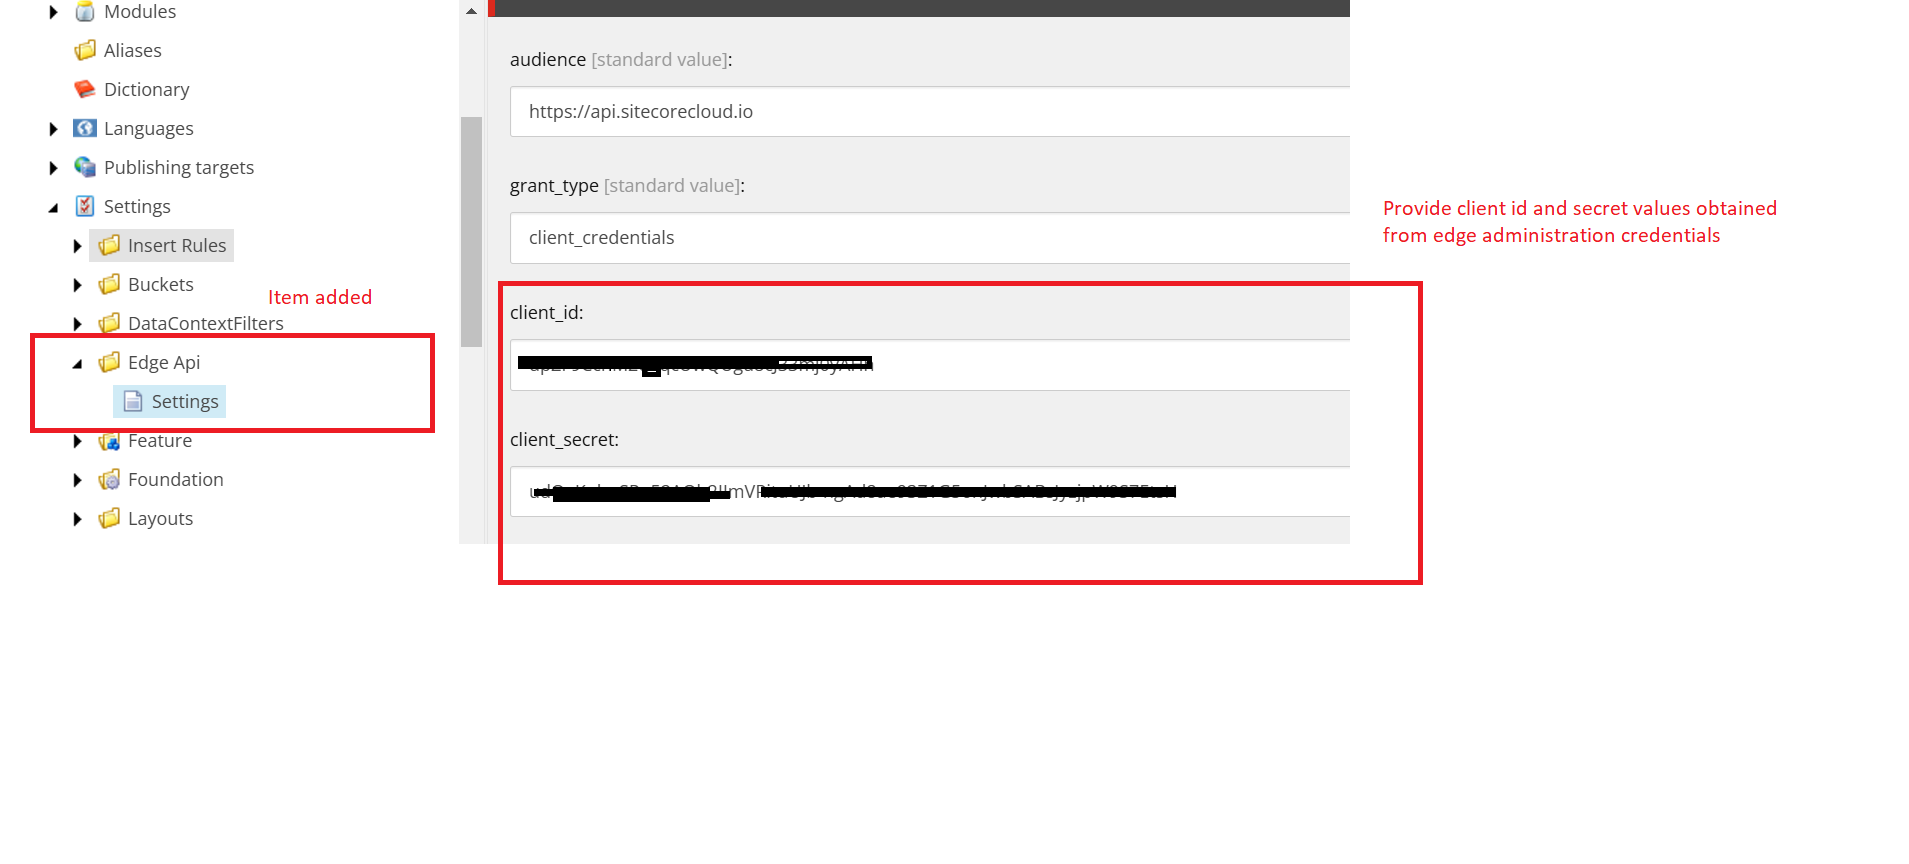 Modules
Aliases
Dictionary
Languages
Publishing targets
Settings
Insert Rules
Buckets
Item added
DataContextFilters
Edge Api
Settings
Feature
Foundation
Layouts
audience [standard value]:
https://api.sitecorecloud.io
grant_type [standard value]:
client_credentials
client_id:
client_secret:
Provide client id and secret values obtained
from edge administration credentials